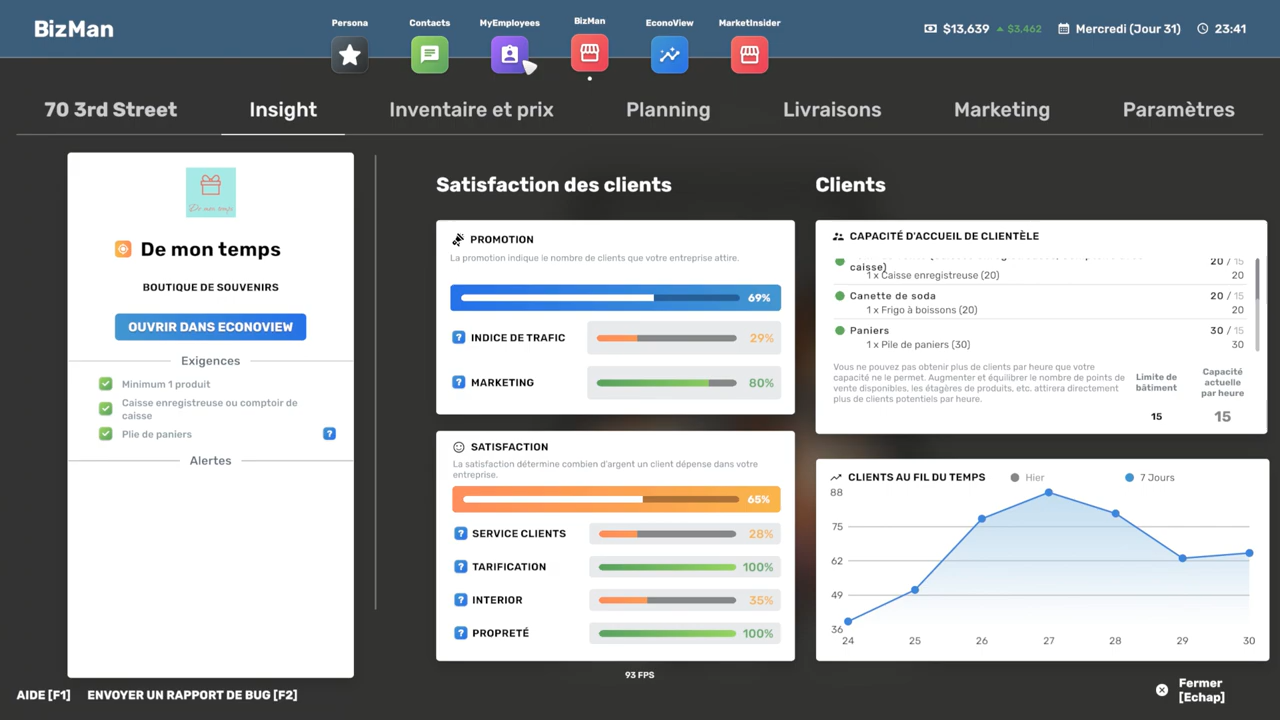 BizMan
Persona
Contacts
MyEmployees
BizMan
EconoView
MarketInsider
$13,639 $3.462 Mercredi (Jour 31) 23:41
70 3rd Street
Insight
Inventaire et prix
Planning
Livraisons
Marketing
Paramètres
De mon temps
De mon temps
BOUTIQUE DE SOUVENIRS
OUVRIR DANS ECONOVIEW
Exigences
Minimum 1 produit
Caisse enregistreuse ou comptoir de
caisse
Plie de paniers ?
Alertes
Satisfaction des clients
PROMOTION
La promotion indique le nombre de clients que votre entreprise attire.
69%
? INDICE DE TRAFIC 29%
? MARKETING 80%
SATISFACTION
La satisfaction détermine combien d'argent un client dépense dans votre
entreprise.
65%
? SERVICE CLIENTS 28%
? TARIFICATION 100%
? INTERIOR 35%
? PROPRETÉ 100%
Clients
CAPACITÉ D'ACCUEIL DE CLIENTÈLE
caisse) 20 / 15
1 x Caisse enregistreuse (20) 20
Canette de soda 20 / 15
1 x Frigo à boissons (20) 20
Paniers 30 / 15
1 x Pile de paniers (30) 30
Vous ne pouvez pas obtenir plus de clients par heure que votre
capacité ne le permet. Augmenter et équilibrer le nombre de points de
vente disponibles, les étagères de produits, etc. attirera directement
plus de clients potentiels par heure.
Limite de
bâtiment
15
Capacité
actuelle
par heure
15
CLIENTS AU FIL DU TEMPS Hier 7 Jours
88
75
62
49
36
24 25 26 27 28 29 30
93 FPS
AIDE [F1] ENVOYER UN RAPPORT DE BUG [F2]
Fermer
[Echap]